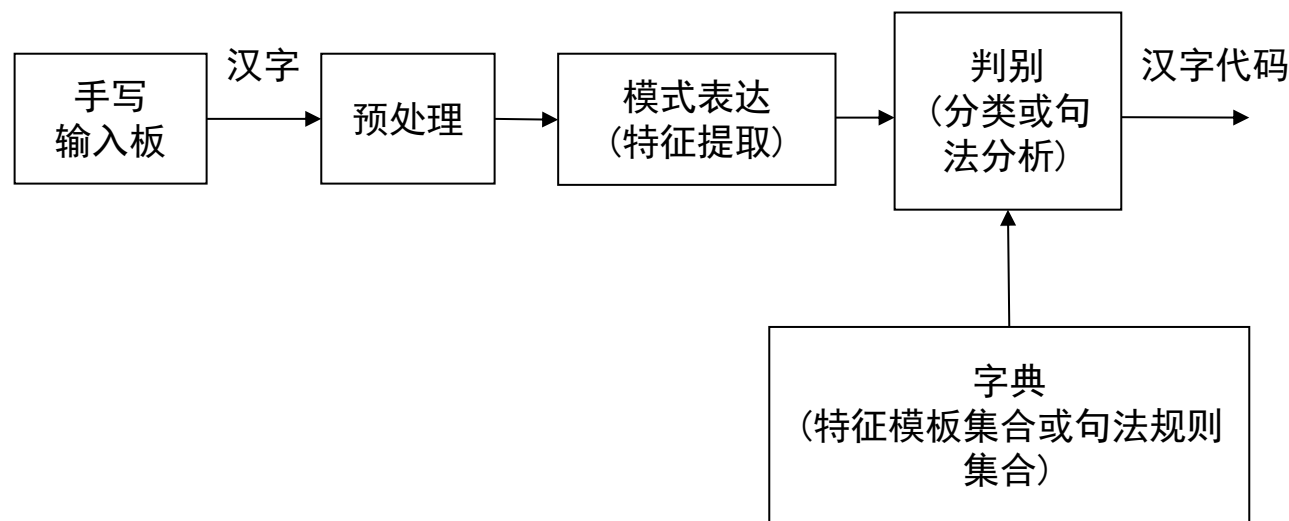 手写
输入板
汉字
预处理
模式表达
(特征提取)
判别
(分类或句
法分析)
汉字代码
字典
(特征模板集合或句法规则
集合)